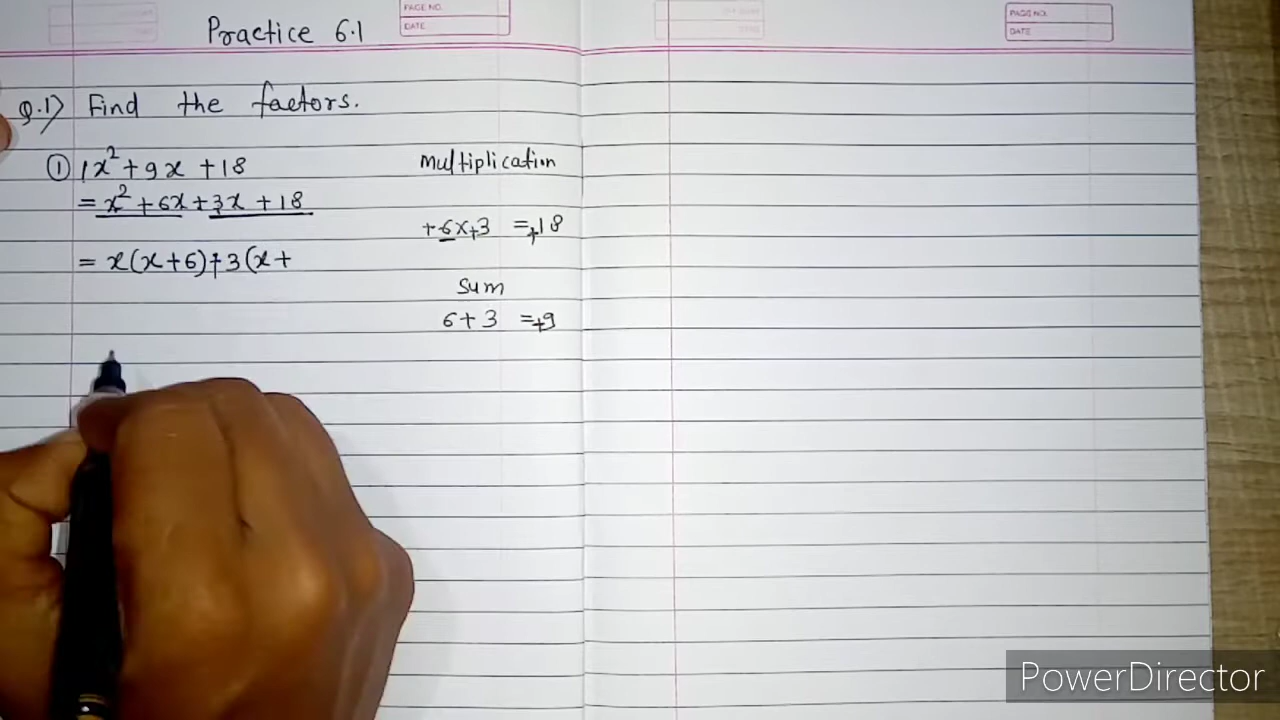 PAGE NO.
DATE
Practice 6.1
PAGE NO.
DATE
Q.1) Find the factors.
① 1x² + 9x + 18
= x² + 6x + 3x + 18
= x(x+6)+3(x+
Multiplication
+6x+3 =+18
Sum
6+3 =+9
PowerDirector